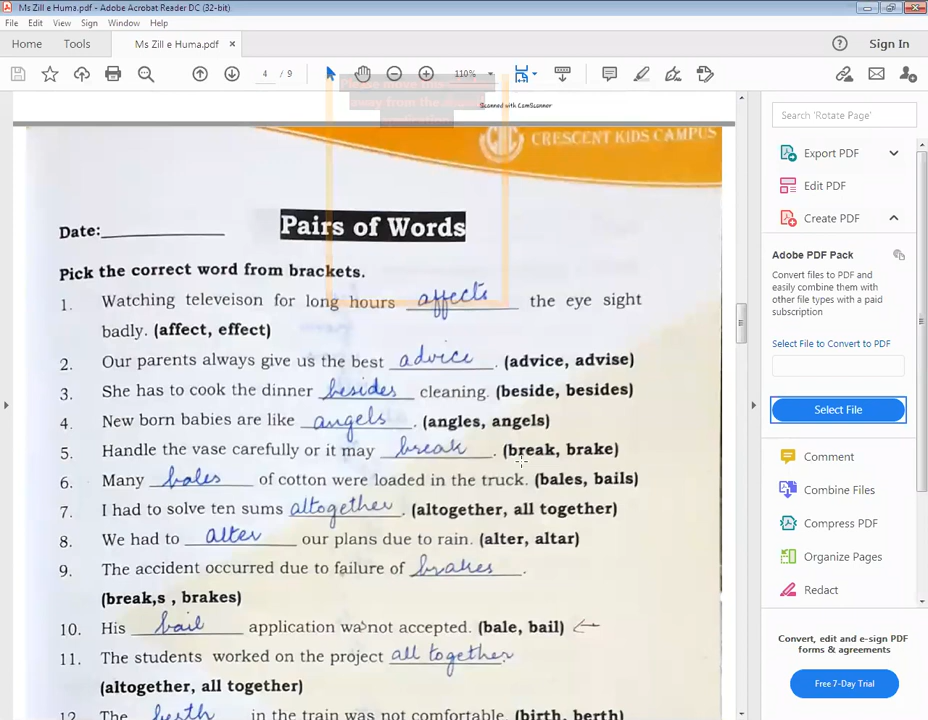 Ms Zill e Huma.pdf - Adobe Acrobat Reader DC (32-bit)
File Edit View Sign Window Help
Home Tools Ms Zill e Huma.pdf × Sign In
4 / 9 110%
Please move this
away from the
Scanned with CamScanner
CIC CRESCENT KIDS CAMPUS
Date: Pairs of Words
Pick the correct word from brackets.
1. Watching televeison for long hours affects the eye sight
badly. (affect, effect)
2. Our parents always give us the best advice. (advice, advise)
3. She has to cook the dinner besides cleaning. (beside, besides)
4. New born babies are like angels. (angles, angels)
5. Handle the vase carefully or it may break. (break, brake)
6. Many bales of cotton were loaded in the truck. (bales, bails)
7. I had to solve ten sums altogether. (altogether, all together)
8. We had to alter our plans due to rain. (alter, altar)
9. The accident occurred due to failure of brakes.
(break,s , brakes)
10. His bail application wa>not accepted. (bale, bail)
11. The students worked on the project all together.
(altogether, all together)
12. The berth in the train was not comfortable. (birth, berth)
Search 'Rotate Page'
Export PDF
Edit PDF
Create PDF
Adobe PDF Pack
Convert files to PDF and
easily combine them
with other file types with a paid
subscription
Select File to Convert to PDF
Select File
Comment
Combine Files
Compress PDF
Organize Pages
Redact
Convert, edit and e-sign PDF
forms & agreements
Free 7-Day Trial